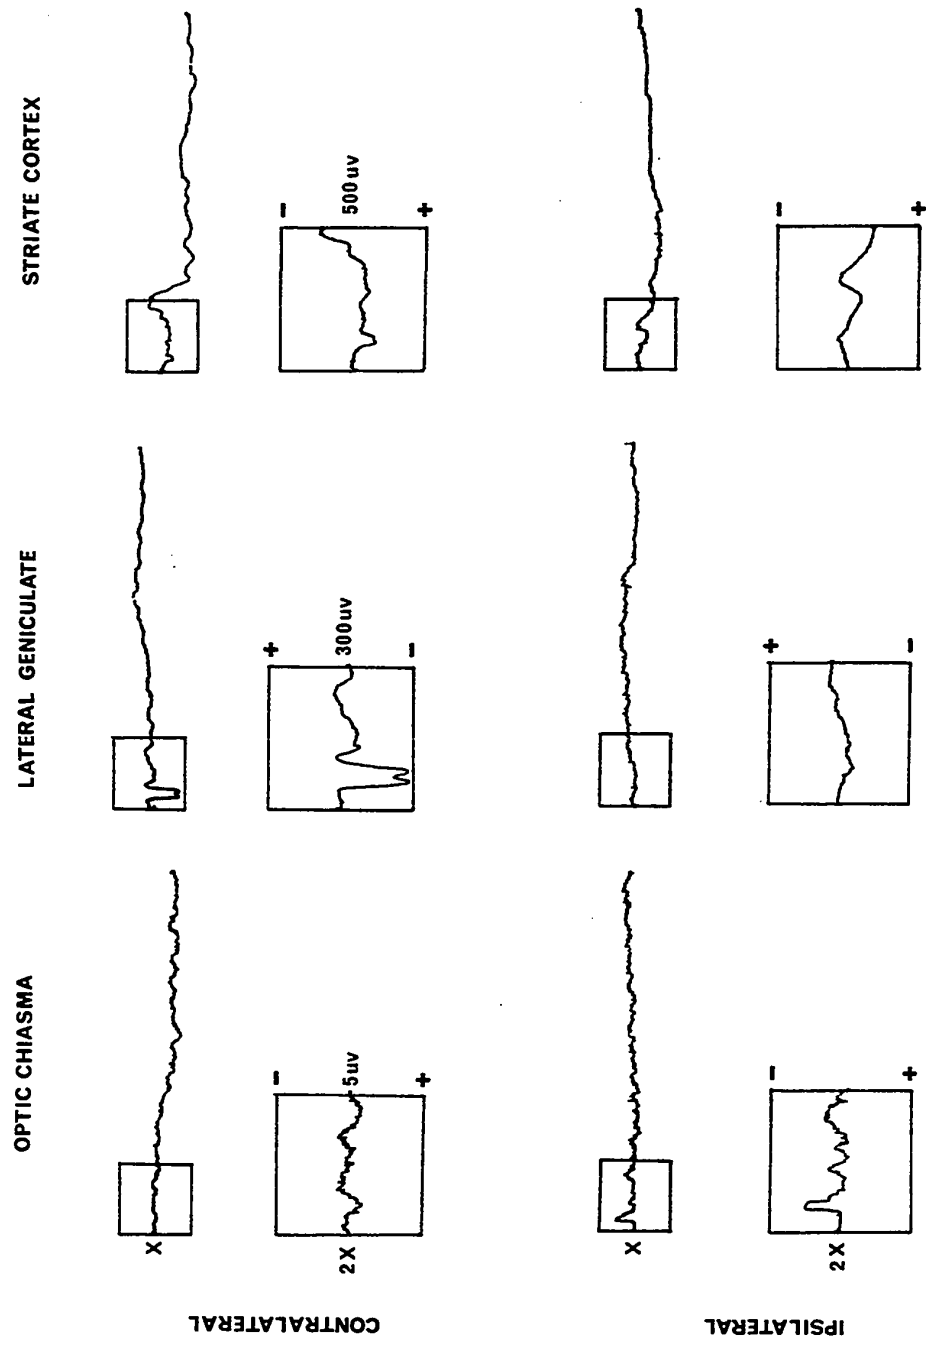 OPTIC CHIASMA
LATERAL GENICULATE
STRIATE CORTEX
CONTRALATERAL
X
2X
-
5uv
+
+
300uv
-
-
500uv
+
IPSILATERAL
X
2X
-
+
+
-
-
+